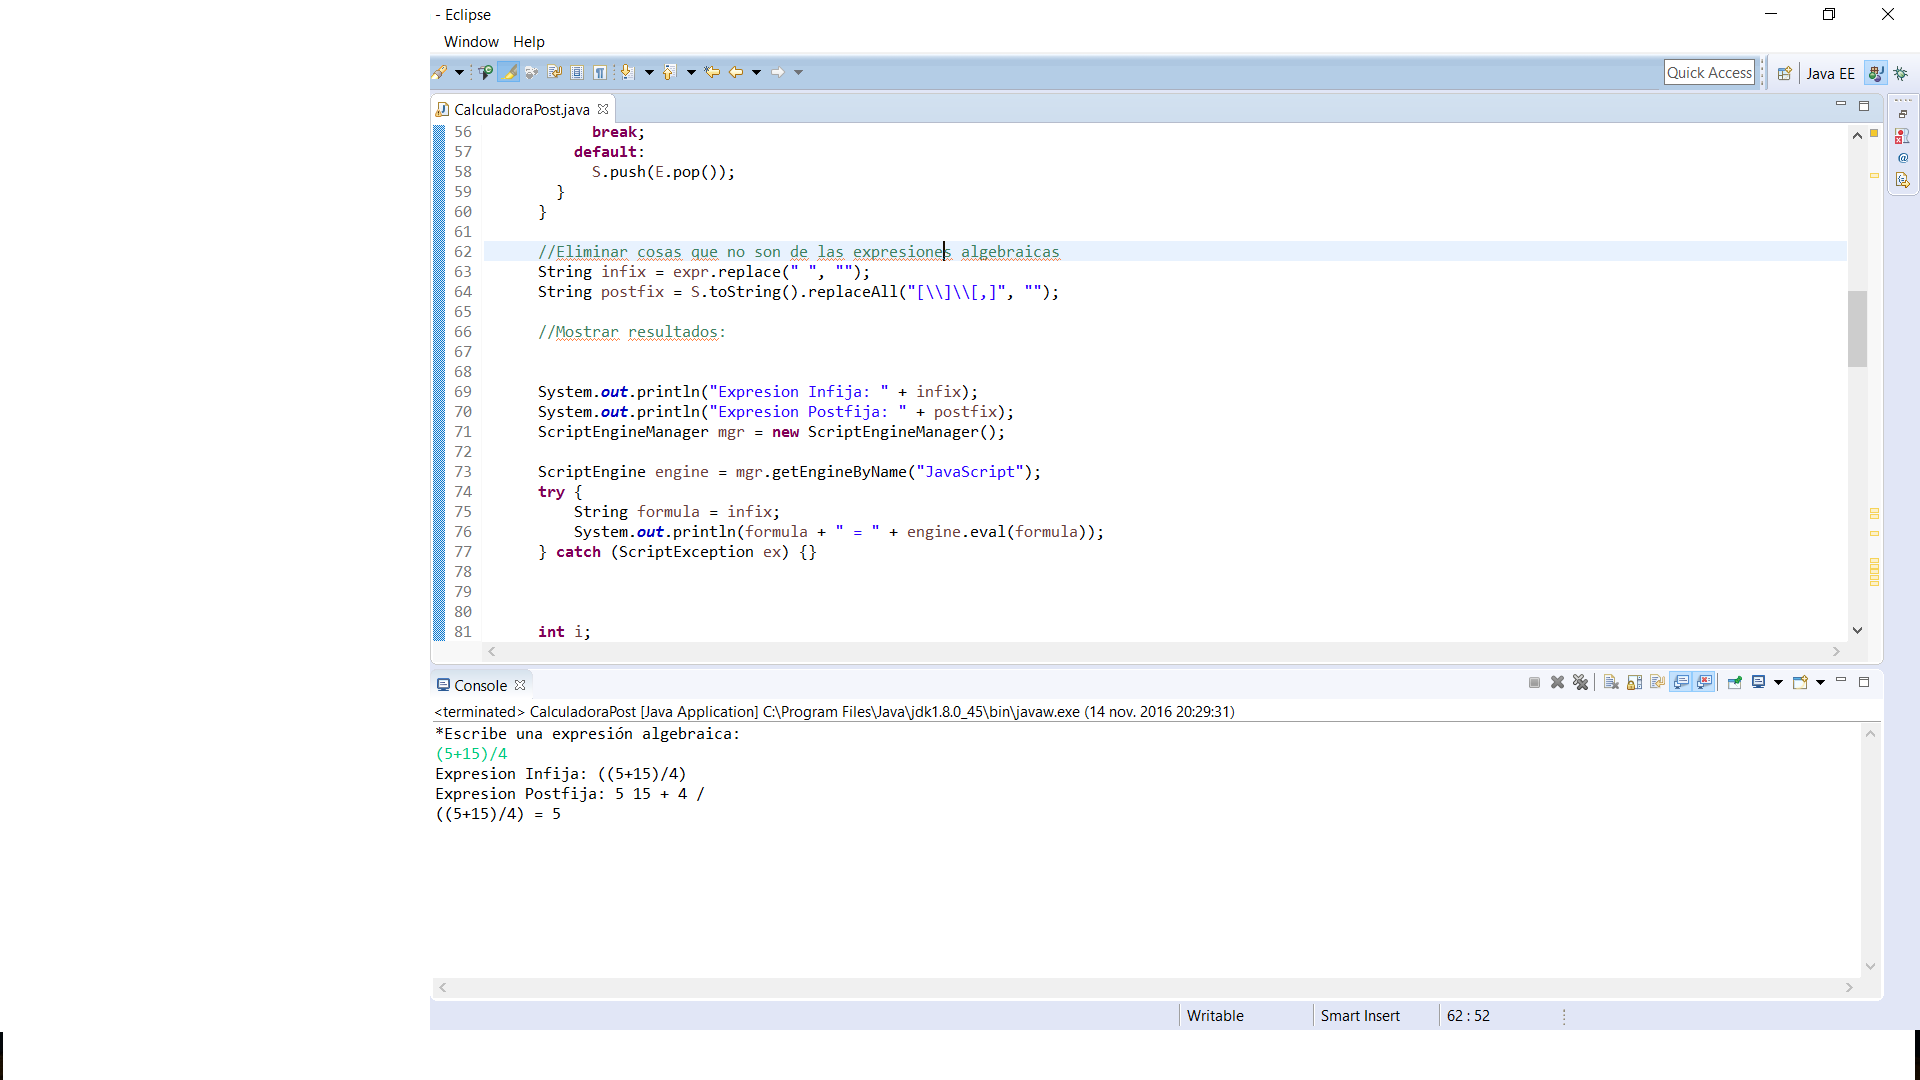 - Eclipse
Window Help
Quick Access
Java EE
CalculadoraPost.java
56 break;
57 default:
58 S.push(E.pop());
59 }
60 }
61
62 //Eliminar cosas que no son de las expresiones algebraicas
63 String infix = expr.replace(" ", "");
64 String postfix = S.toString().replaceAll("[\\]\\[,]", "");
65
66 //Mostrar resultados:
67
68
69 System.out.println("Expresion Infija: " + infix);
70 System.out.println("Expresion Postfija: " + postfix);
71 ScriptEngineManager mgr = new ScriptEngineManager();
72
73 ScriptEngine engine = mgr.getEngineByName("JavaScript");
74 try {
75 String formula = infix;
76 System.out.println(formula + " = " + engine.eval(formula));
77 } catch (ScriptException ex) {}
78
79
80
81 int i;
Console
<terminated> CalculadoraPost [Java Application] C:\Program Files\Java\jdk1.8.0_45\bin\javaw.exe (14 nov. 2016 20:29:31)
*Escribe una expresión algebraica:
(5+15)/4
Expresion Infija: ((5+15)/4)
Expresion Postfija: 5 15 + 4 /
((5+15)/4) = 5
Writable
Smart Insert
62 : 52